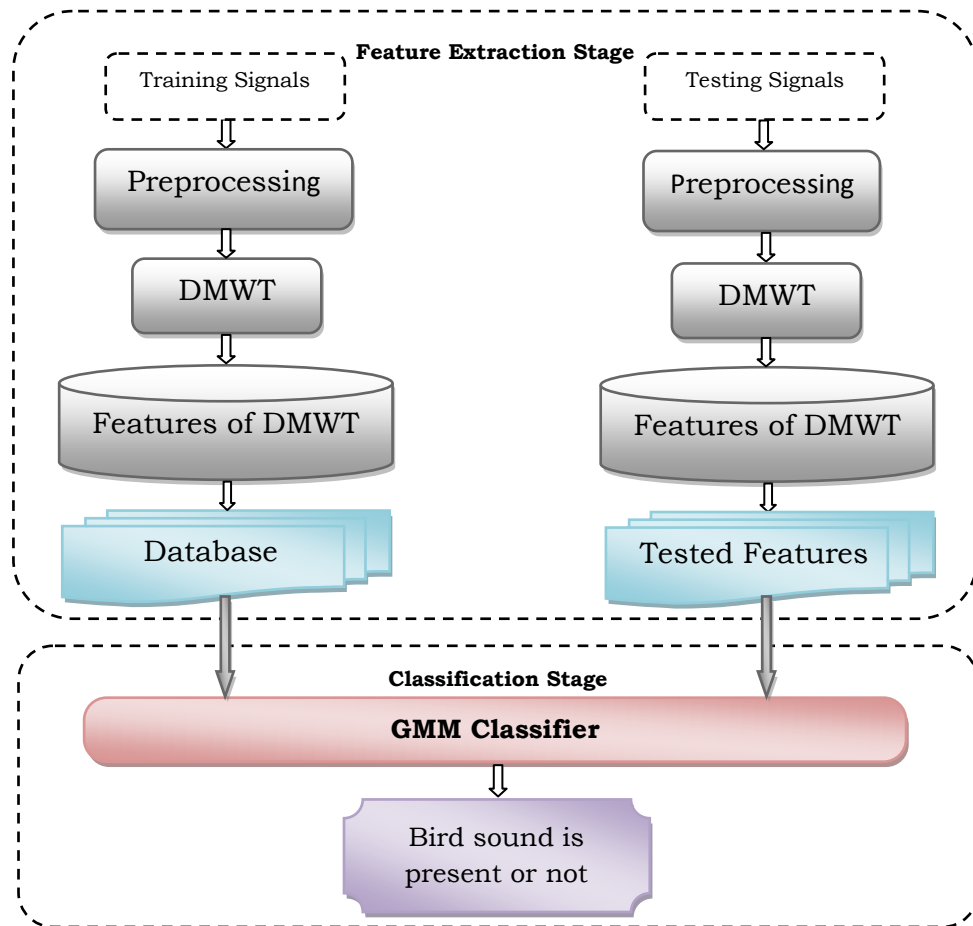 Feature Extraction Stage
Training Signals
Preprocessing
DMWT
Features of DMWT
Database
Testing Signals
Preprocessing
DMWT
Features of DMWT
Tested Features
Classification Stage
GMM Classifier
Bird sound is
present or not